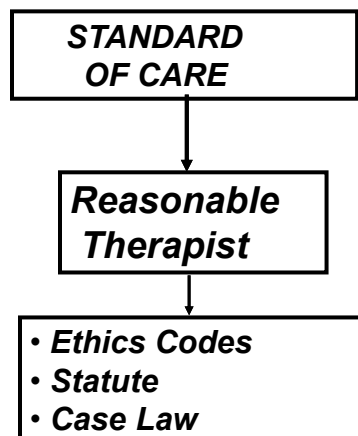 STANDARD
OF CARE
Reasonable
Therapist
• Ethics Codes
• Statute
• Case Law